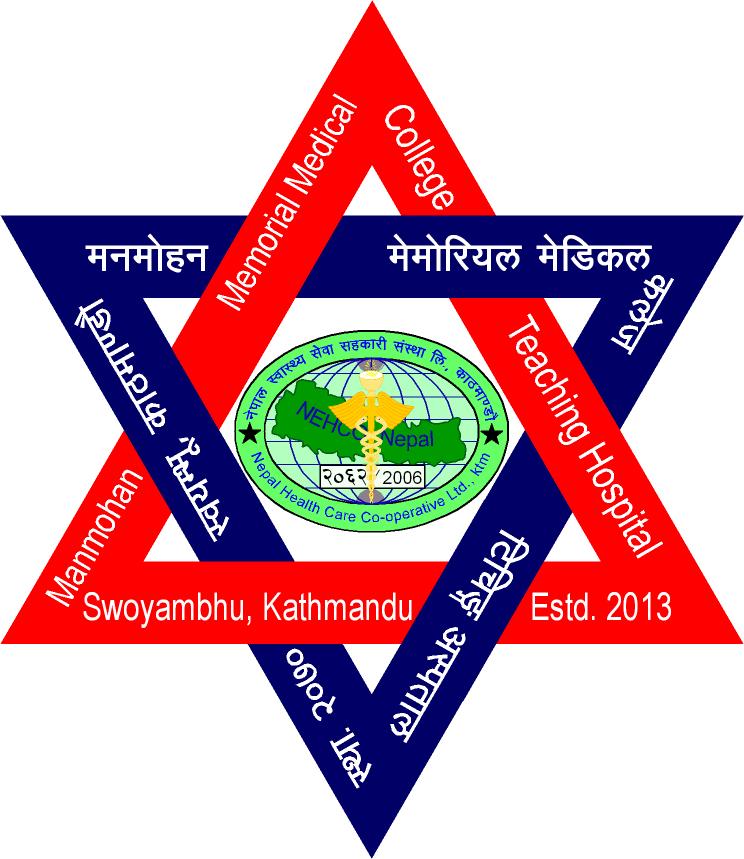 Manmohan Memorial Medical College
Teaching Hospital
Swoyambhu, Kathmandu Estd. 2013
मनमोहन मेमोरियल मेडिकल कलेज
टिचिङ्ग अस्पताल
स्वयम्भू, काठमाण्डौ
स्था. २०७०
नेपाल स्वास्थ्य सेवा सहकारी संस्था लि., काठमाण्डौ
NEHCO Nepal
२०६२/2006
Nepal Health Care Co-operative Ltd., ktm